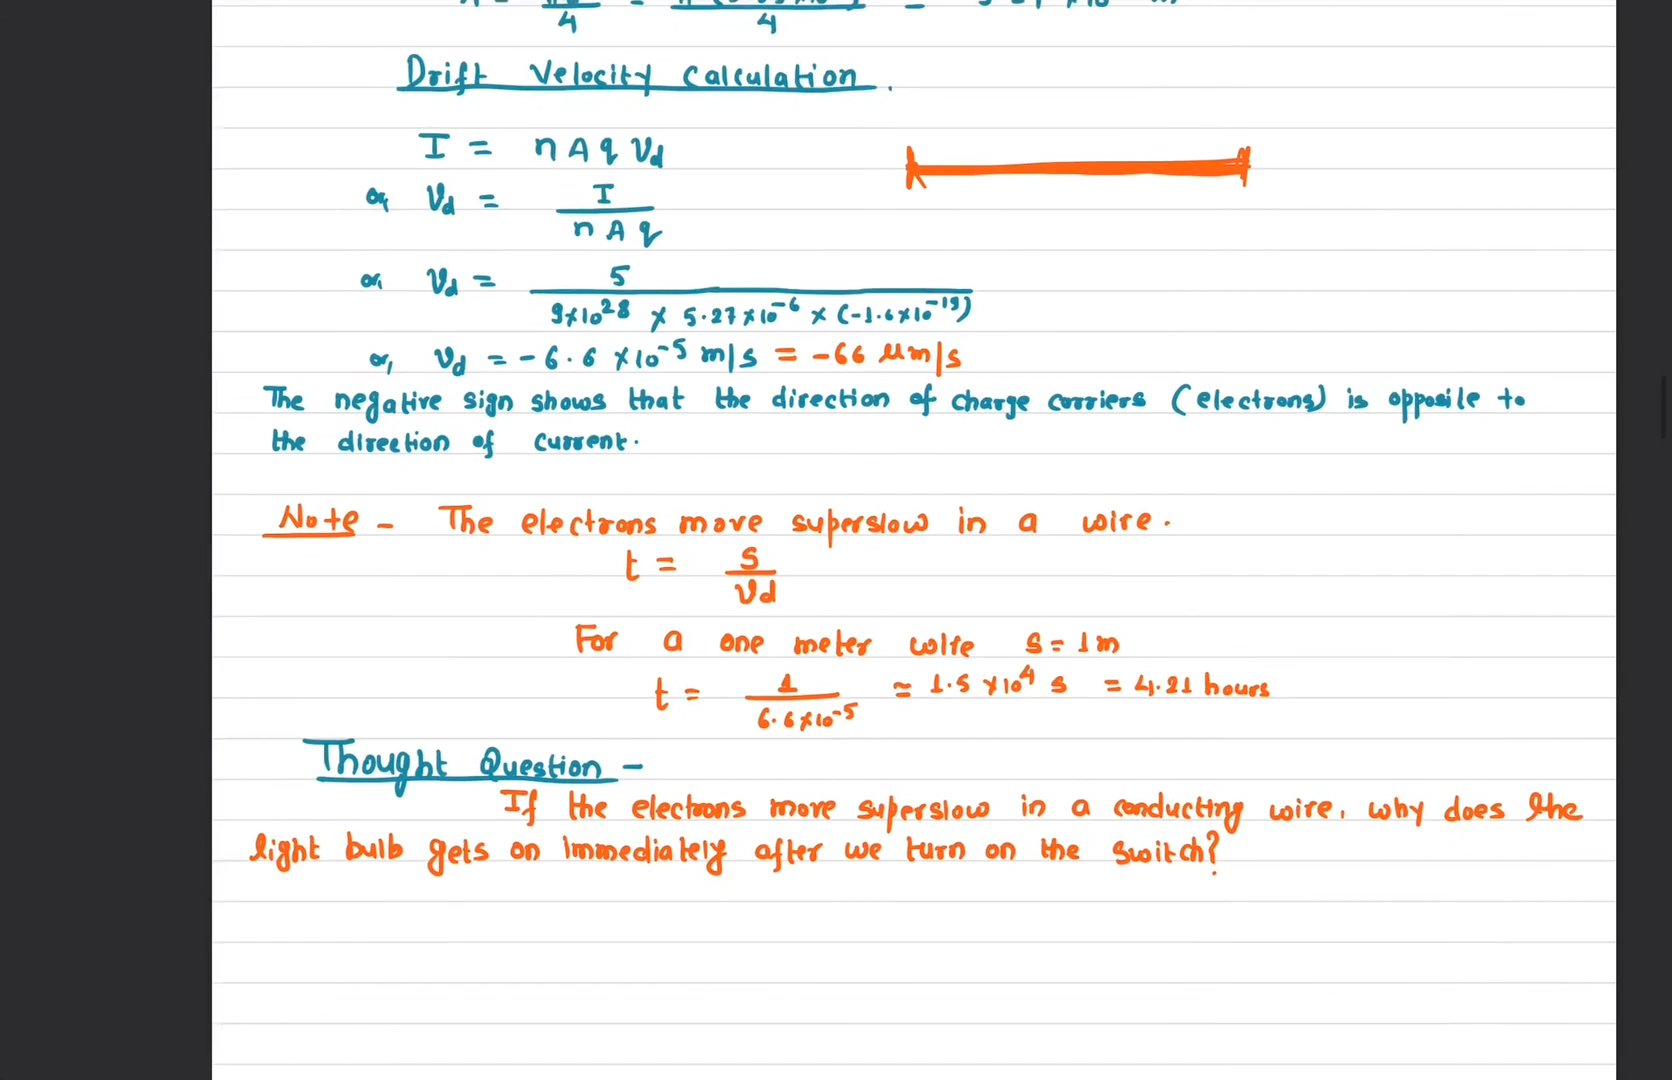 4 4
Drift Velocity Calculation.
I = n A q Vd
or, Vd = I / n A q
or, Vd = 5 / 9×10^28 × 5.27×10^-6 × (-1.6×10^-19)
or, Vd = -6.6 ×10^-5 m/s = -66 μm/s
The negative sign shows that the direction of charge carriers (electrons) is opposite to
the direction of current.
Note - The electrons move superslow in a wire.
t = S / Vd
For a one meter wire S = 1m
t = 1 / 6.6×10^-5 ≈ 1.5 ×10^4 s = 4.21 hours
Thought Question -
If the electrons move superslow in a conducting wire, why does the
light bulb gets on immediately after we turn on the switch?